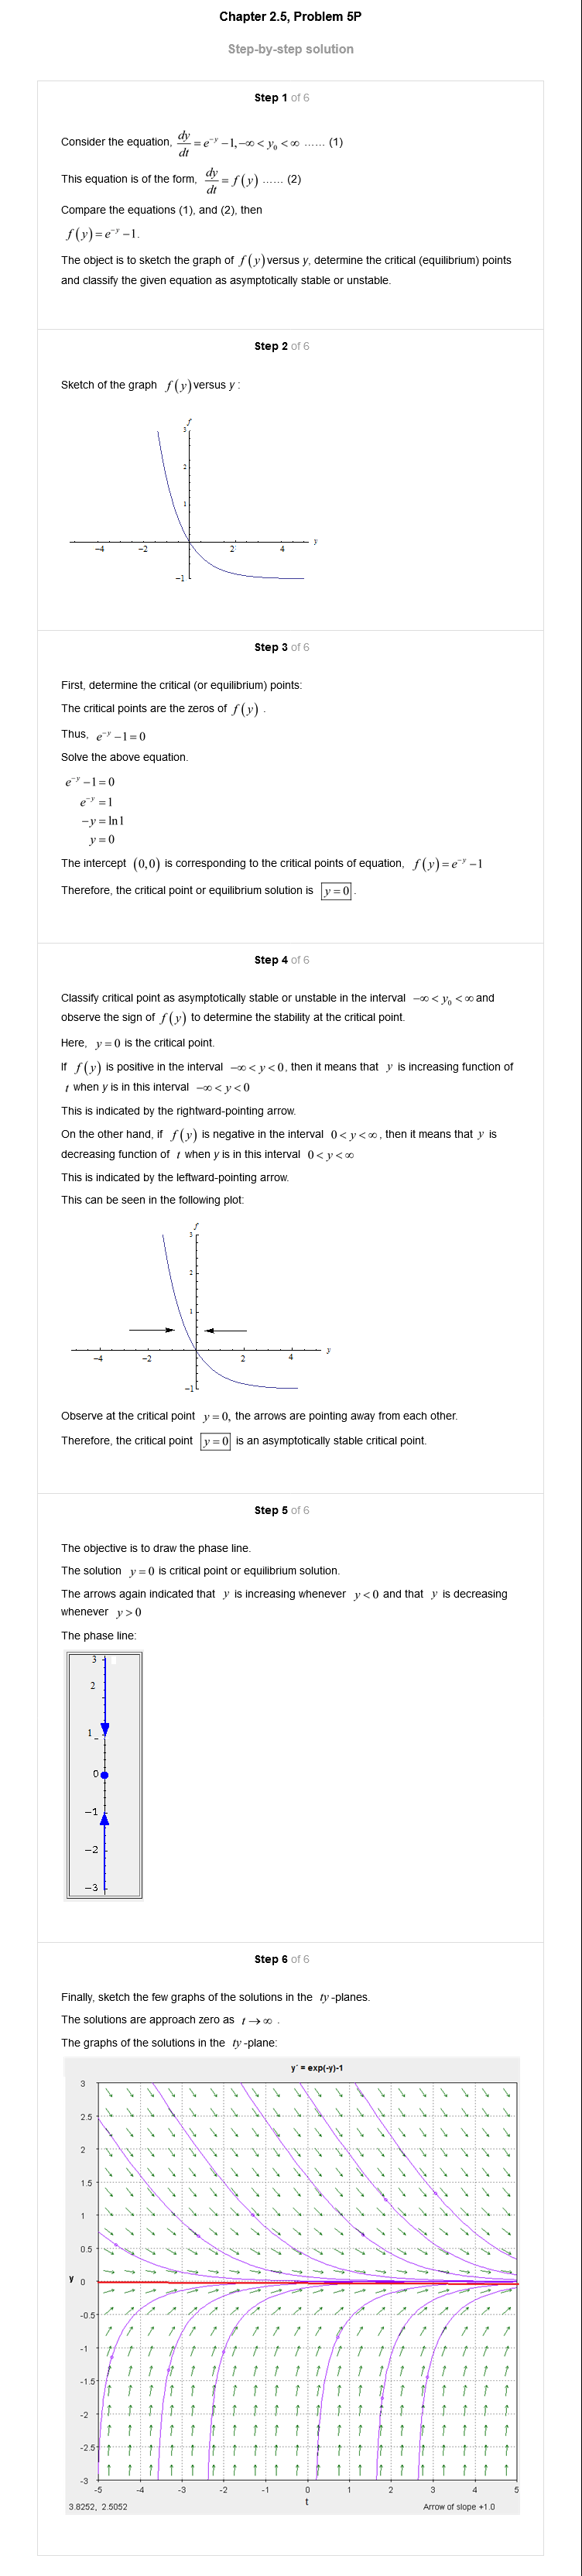 Chapter 2.5, Problem 5P
Step-by-step solution
Step 1 of 6
Consider the equation, dy/dt = e^{-y} − 1, −∞ < y₀ < ∞ ...... (1)
This equation is of the form, dy/dt = f(y) ...... (2)
Compare the equations (1), and (2), then
f(y) = e^{-y} − 1.
The object is to sketch the graph of f(y) versus y, determine the critical (equilibrium) points
and classify the given equation as asymptotically stable or unstable.
Step 2 of 6
Sketch of the graph f(y) versus y :
f
3
2
1
−4 −2 2 4 y
−1
Step 3 of 6
First, determine the critical (or equilibrium) points:
The critical points are the zeros of f(y) .
Thus, e^{-y} − 1 = 0
Solve the above equation.
e^{-y} − 1 = 0
e^{-y} = 1
−y = ln 1
y = 0
The intercept (0,0) is corresponding to the critical points of equation, f(y) = e^{-y} − 1
Therefore, the critical point or equilibrium solution is y = 0 .
Step 4 of 6
Classify critical point as asymptotically stable or unstable in the interval −∞ < y₀ < ∞ and
observe the sign of f(y) to determine the stability at the critical point.
Here, y = 0 is the critical point.
If f(y) is positive in the interval −∞ < y < 0, then it means that y is increasing function of
t when y is in this interval −∞ < y < 0
This is indicated by the rightward-pointing arrow.
On the other hand, if f(y) is negative in the interval 0 < y < ∞, then it means that y is
decreasing function of t when y is in this interval 0 < y < ∞
This is indicated by the leftward-pointing arrow.
This can be seen in the following plot:
f
3
2
1
−4 −2 2 4 y
−1
Observe at the critical point y = 0, the arrows are pointing away from each other.
Therefore, the critical point y = 0 is an asymptotically stable critical point.
Step 5 of 6
The objective is to draw the phase line.
The solution y = 0 is critical point or equilibrium solution.
The arrows again indicated that y is increasing whenever y < 0 and that y is decreasing
whenever y > 0
The phase line:
3
2
1
0
−1
−2
−3
Step 6 of 6
Finally, sketch the few graphs of the solutions in the ty -planes.
The solutions are approach zero as t → ∞ .
The graphs of the solutions in the ty -plane:
y' = exp(-y)-1
3
2.5
2
1.5
1
0.5
y 0
-0.5
-1
-1.5
-2
-2.5
-3
-5 -4 -3 -2 -1 0 1 2 3 4 5
t
3.8252, 2.5052 Arrow of slope +1.0